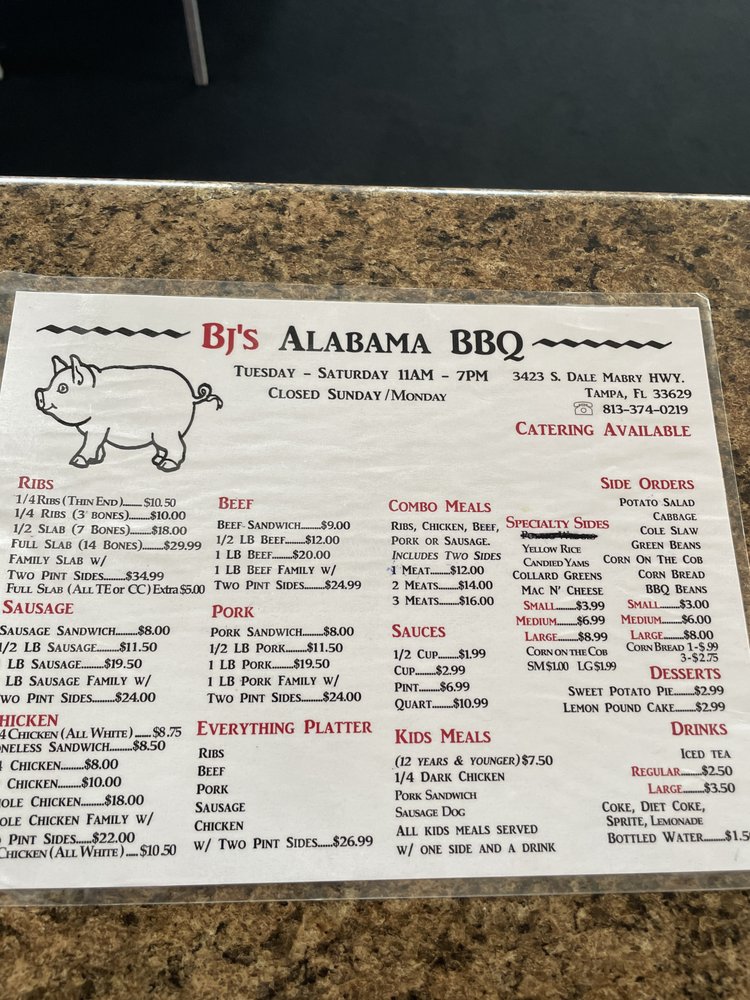 BJ's Alabama BBQ
Tuesday - Saturday 11AM - 7PM
Closed Sunday/Monday
3423 S. Dale Mabry HWY.
Tampa, Fl 33629
813-374-0219
Catering Available
Ribs
1/4 Ribs (Thin End)........ $10.50
1/4 Ribs (3 bones)........$10.00
1/2 Slab (7 Bones)........$18.00
Full Slab (14 Bones)........$29.99
Family Slab w/
Two Pint Sides........$34.99
Full Slab (All TE or CC) Extra $5.00
Sausage
Sausage Sandwich........$8.00
1/2 LB Sausage........$11.50
LB Sausage........$19.50
LB Sausage Family w/
Two Pint Sides........$24.00
Chicken (All White)...... $8.75
Sandwich........$8.50
Chicken........$8.00
Chicken........$10.00
Chicken........$18.00
Chicken Family w/
Pint Sides........$22.00
Chicken (All White)..... $10.50
Beef
Beef Sandwich........$9.00
1/2 LB Beef........$12.00
1 LB Beef........$20.00
1 LB Beef Family w/
Two Pint Sides........$24.99
Pork
Pork Sandwich........$8.00
1/2 LB Pork........$11.50
1 LB Pork........$19.50
1 LB Pork Family w/
Two Pint Sides........$24.00
Everything Platter
Ribs
Beef
Pork
Sausage
Chicken
w/ Two Pint Sides......$26.99
Combo Meals
Ribs, Chicken, Beef,
Pork or Sausage.
Includes Two Sides
1 Meat........$12.00
2 Meats........$14.00
3 Meats........$16.00
Sauces
1/2 Cup........$1.99
Cup........$2.99
Pint........$6.99
Quart........$10.99
Kids Meals
(12 years & younger) $7.50
1/4 Dark Chicken
Pork Sandwich
Sausage Dog
All kids meals served
w/ one side and a drink
Specialty Sides
Yellow Rice
Candied Yams
Collard Greens
Mac N' Cheese
Small........$3.99
Medium........$6.99
Large........$8.99
Corn on the Cob
SM $1.00 LG $1.99
Side Orders
Potato Salad
Cabbage
Cole Slaw
Green Beans
Corn On The Cob
Corn Bread
BBQ Beans
Small........$3.00
Medium........$6.00
Large........$8.00
Corn Bread 1-$.99
3-$2.75
Desserts
Sweet Potato Pie........$2.99
Lemon Pound Cake........$2.99
Drinks
Iced tea
Regular........$2.50
Large........$3.50
Coke, Diet Coke,
Sprite, Lemonade
Bottled Water........$1.5